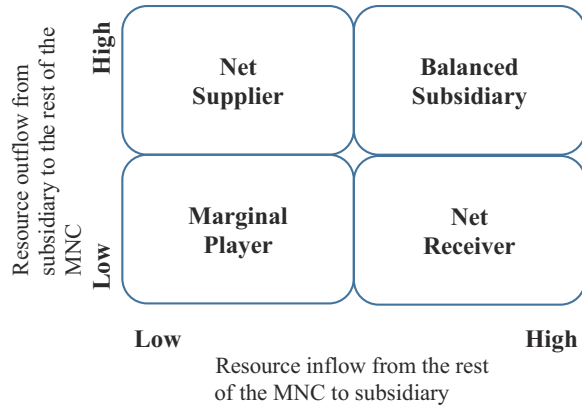 Resource outflow from
subsidiary to the rest of the
MNC
High
Low
Net
Supplier
Balanced
Subsidiary
Marginal
Player
Net
Receiver
Low
High
Resource inflow from the rest
of the MNC to subsidiary